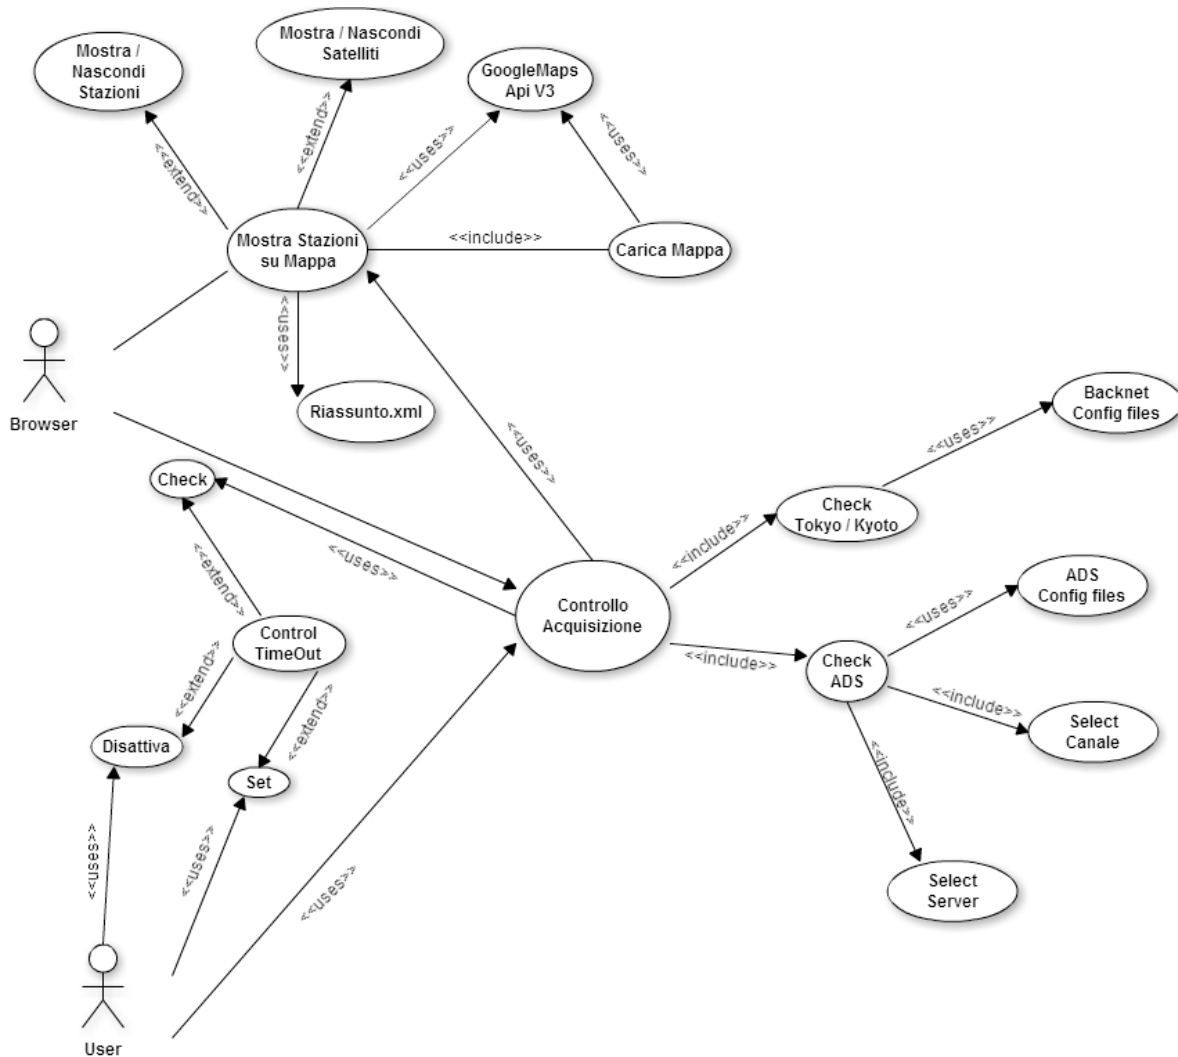 Mostra / Nascondi
Satelliti
Mostra /
Nascondi
Stazioni
GoogleMaps
Api V3
<<extend>>
<<extend>>
<<uses>>
<<uses>>
Mostra Stazioni
su Mappa
<<include>>
Carica Mappa
<<uses>>
Riassunto.xml
Browser
<<uses>>
Backnet
Config files
<<uses>>
Check
Check
Tokyo / Kyoto
<<include>>
<<uses>>
<<extend>>
ADS
Config files
<<uses>>
Controllo
Acquisizione
Control
TimeOut
<<include>>
Check
ADS
<<extend>>
<<extend>>
<<include>>
Select
Canale
Disattiva
Set
<<include>>
<<uses>>
<<uses>>
<<uses>>
Select
Server
User